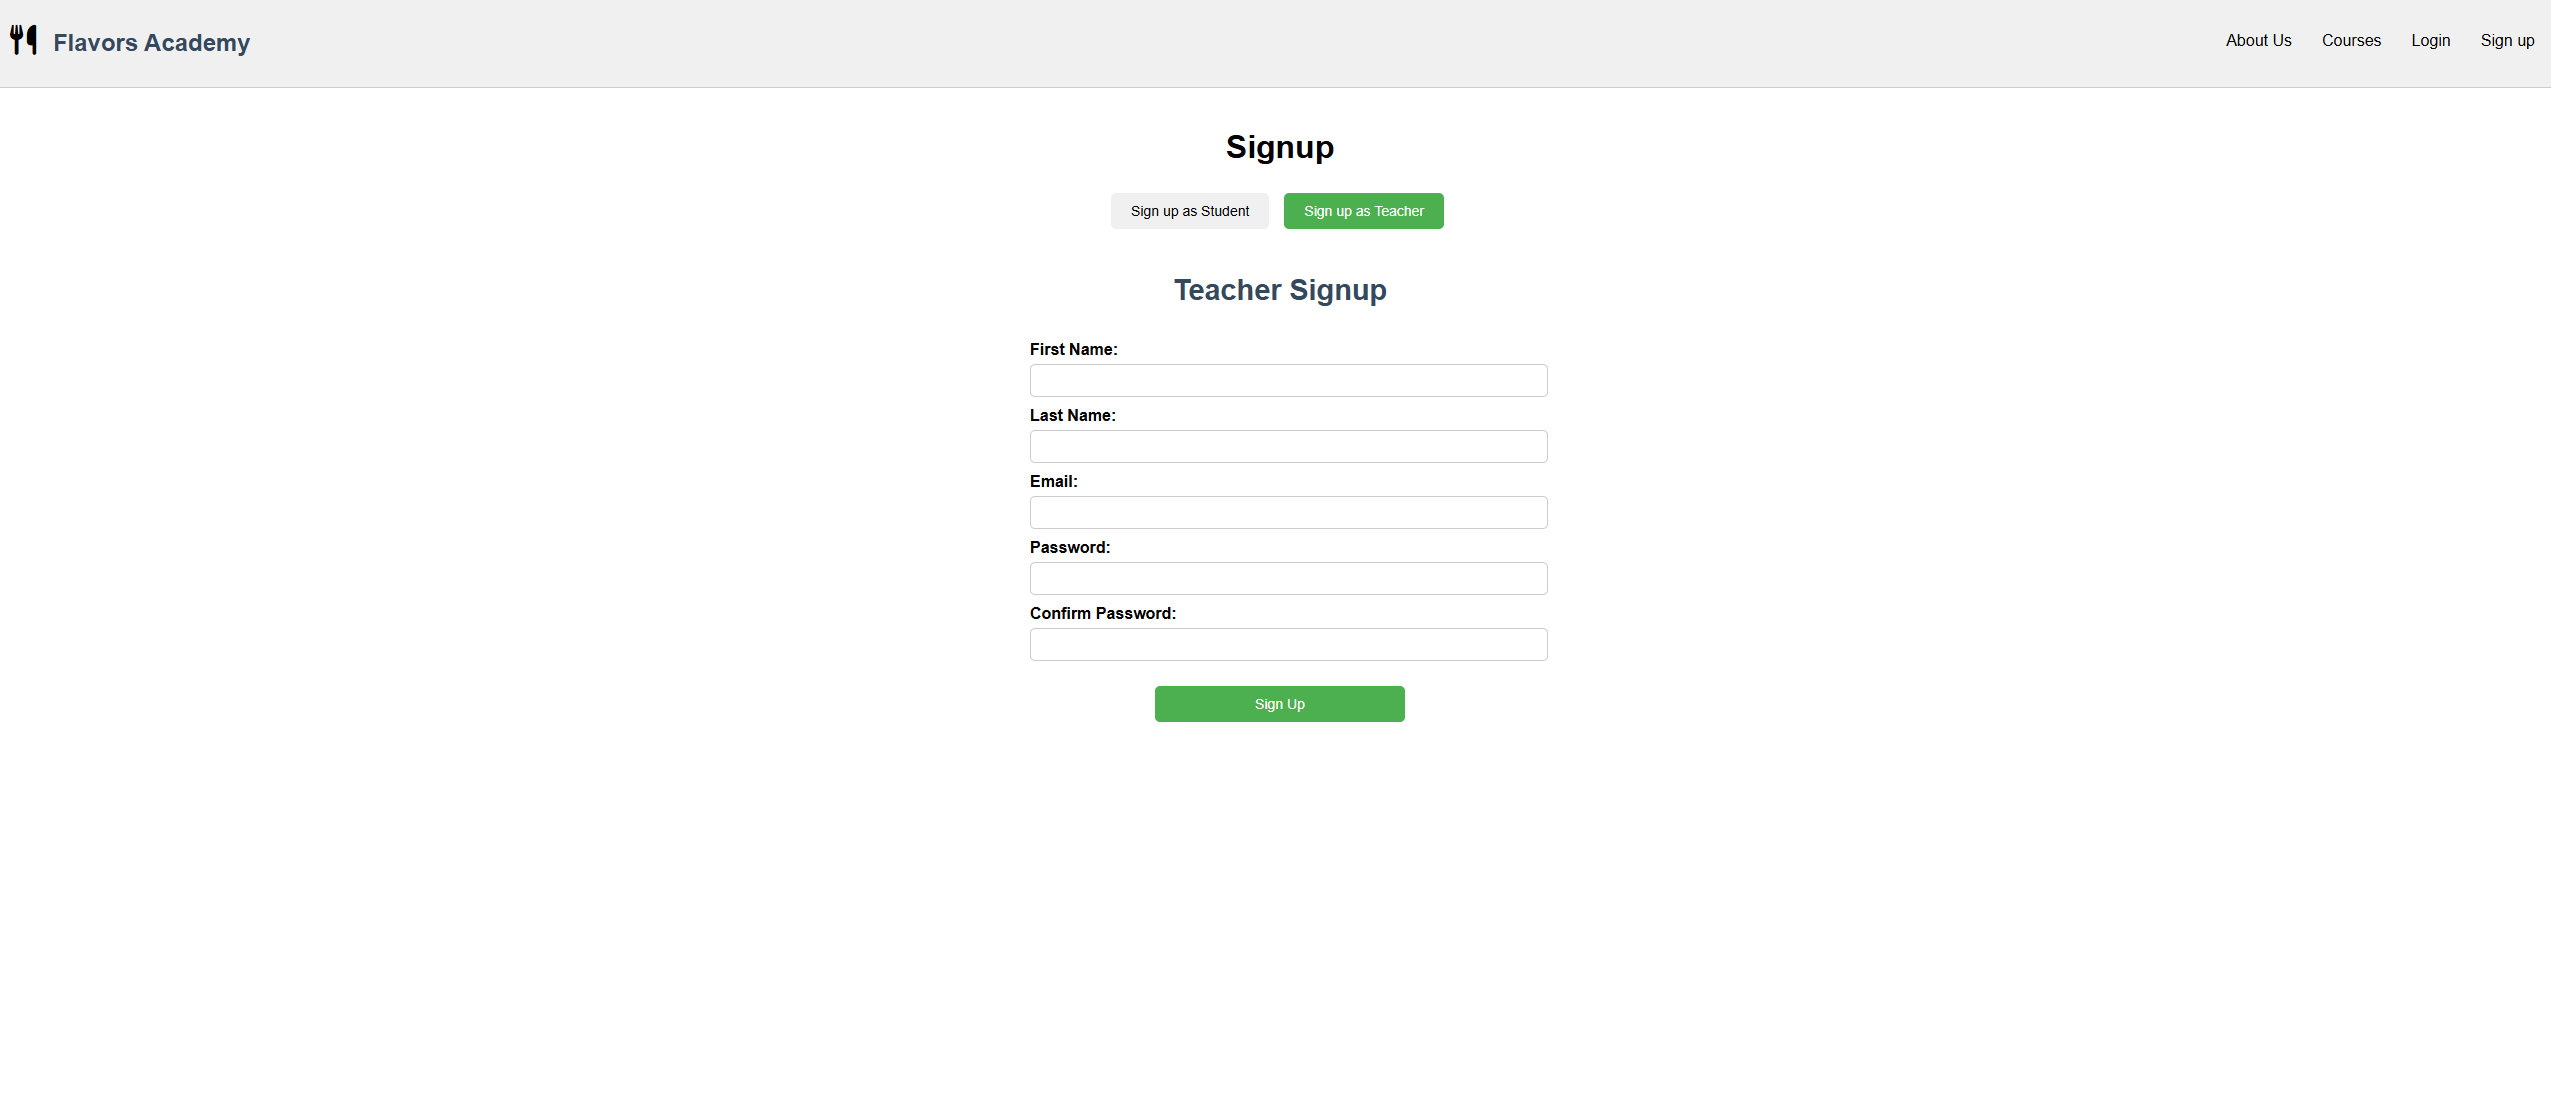 Flavors Academy
About Us Courses Login Sign up
Signup
Sign up as Student Sign up as Teacher
Teacher Signup
First Name:
Last Name:
Email:
Password:
Confirm Password:
Sign Up